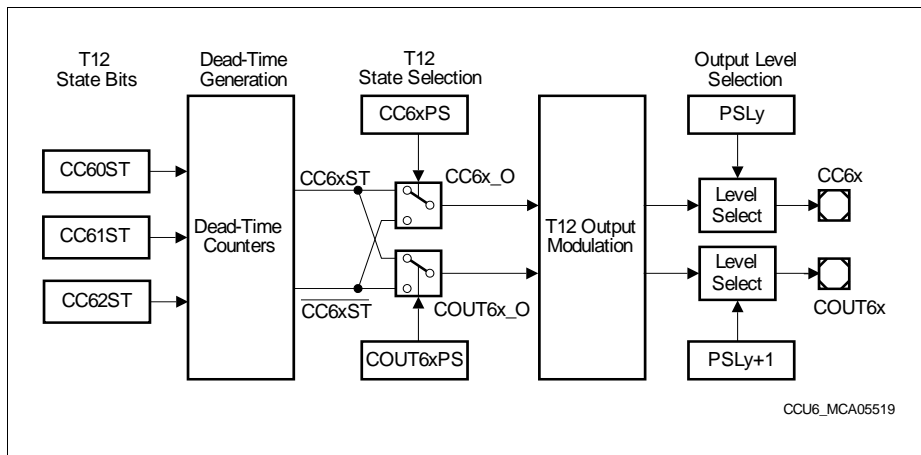 T12
State Bits
Dead-Time
Generation
T12
State Selection
Output Level
Selection
CC6xPS
PSLy
CC60ST
CC61ST
CC62ST
Dead-Time
Counters
CC6xST
CC6xST
CC6x_O
COUT6x_O
COUT6xPS
T12 Output
Modulation
Level
Select
CC6x
Level
Select
COUT6x
PSLy+1
CCU6_MCA05519